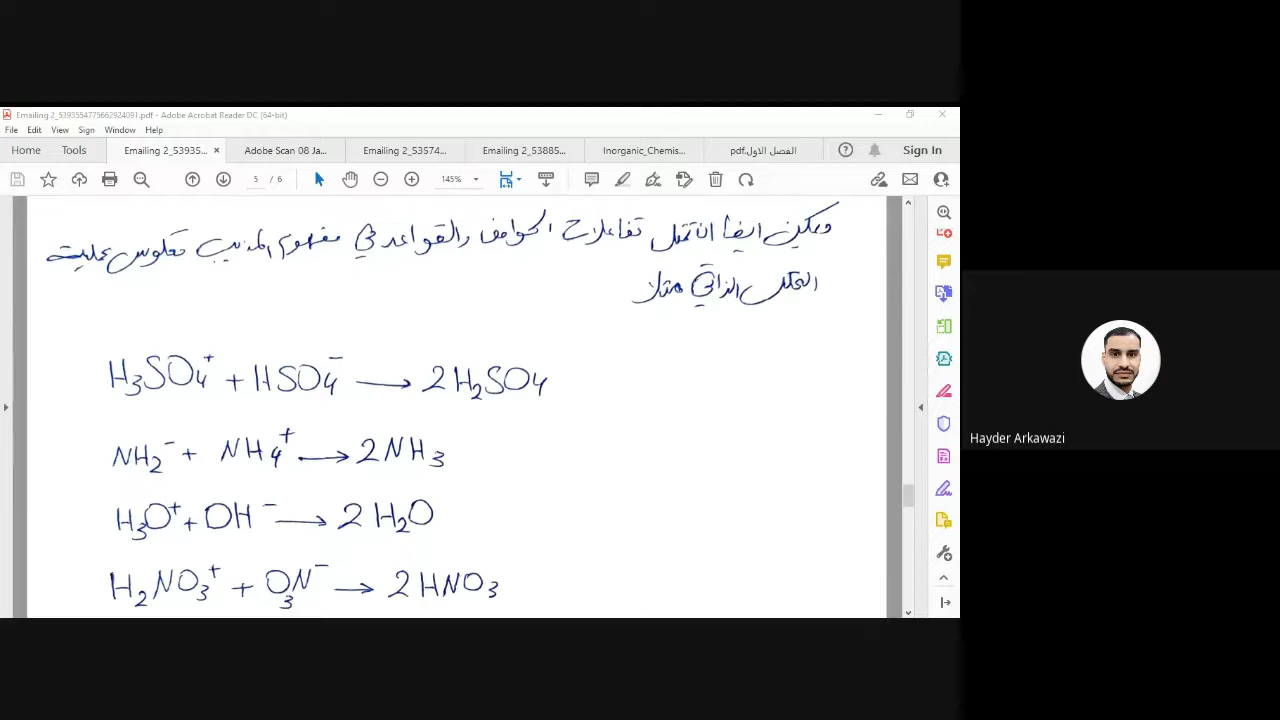 Emailing 2_5393554775662924091.pdf - Adobe Acrobat Reader DC (64-bit)
File Edit View Sign Window Help
Home Tools Emailing 2_53935... × Adobe Scan 08 Ja... Emailing 2_53574... Emailing 2_53885... Inorganic_Chemis... الفصل الاول.pdf Sign In
5 / 6 145%
ويمكن ايضا ان تمثل تفاعلات الحوامض والقواعد في مفهوم المذيب معكوس عملية
التحلل الذاتي مثلا
H₃SO₄⁺ + HSO₄⁻ → 2H₂SO₄
NH₂⁻ + NH₄⁺ → 2NH₃
H₃O⁺ + OH⁻ → 2H₂O
H₂NO₃⁺ + O₃N⁻ → 2HNO₃
Hayder Arkawazi